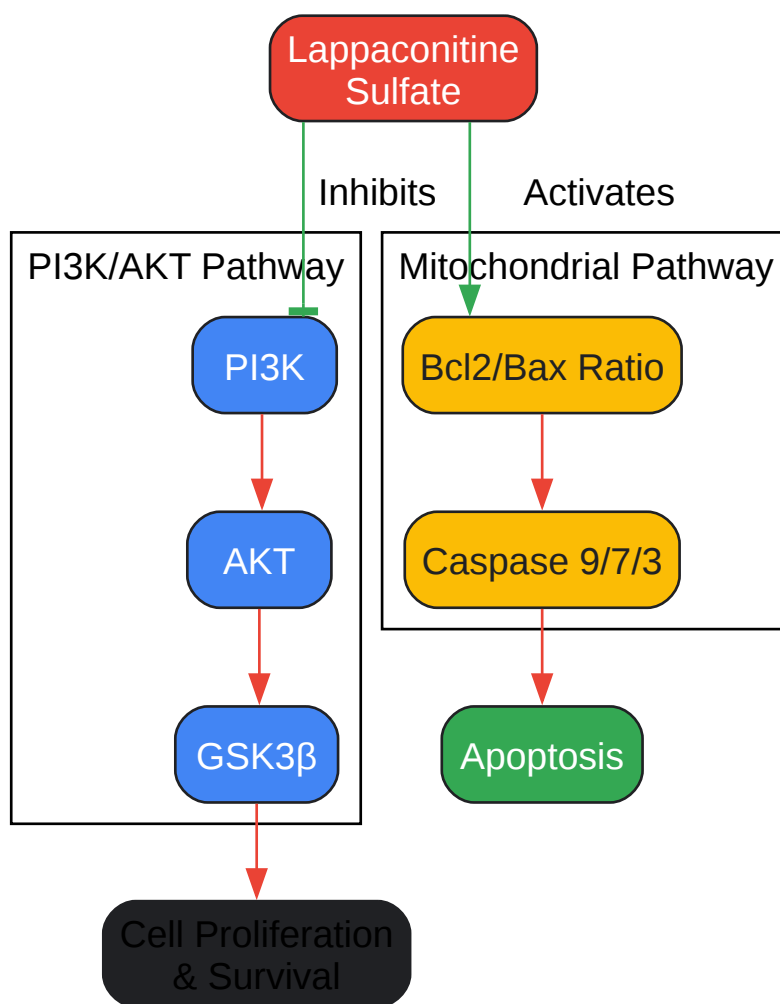 Lappaconitine
Sulfate
Inhibits
Activates
PI3K/AKT Pathway
Mitochondrial Pathway
PI3K
Bcl2/Bax Ratio
AKT
Caspase 9/7/3
GSK3β
Apoptosis
Cell Proliferation
& Survival